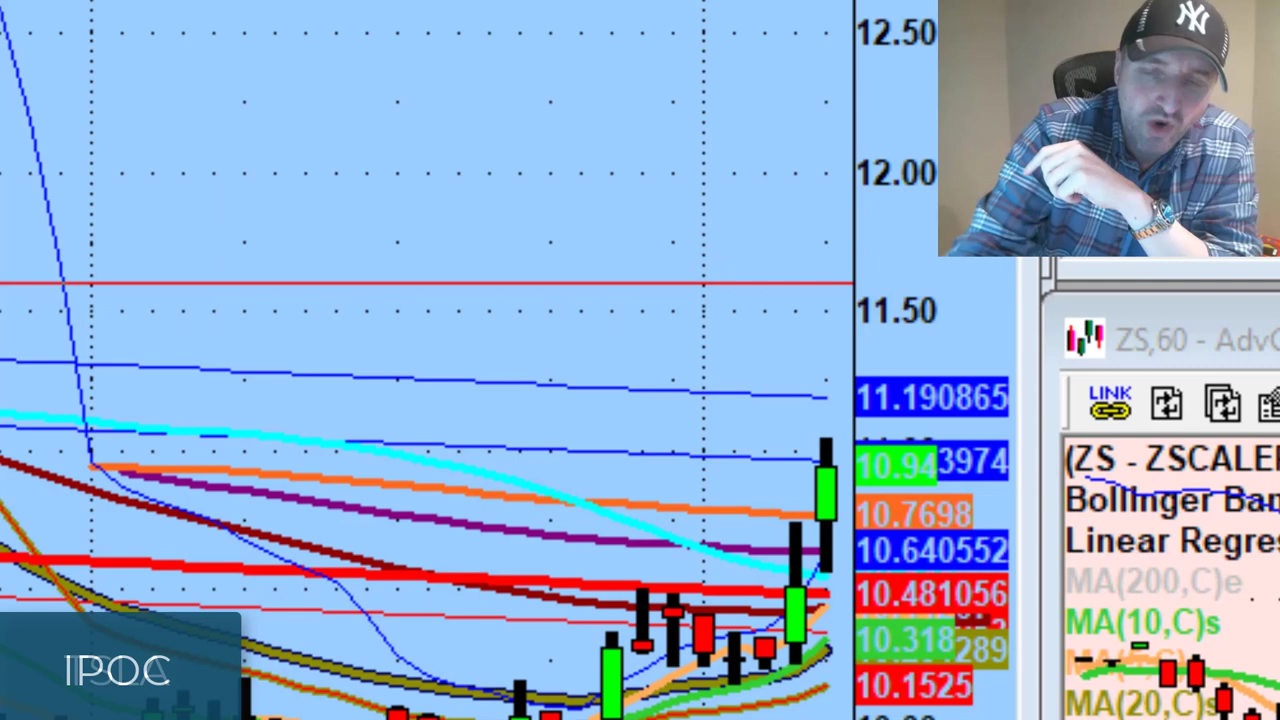 12.50
12.00
11.50
11.190865
10.94
3974
10.7698
10.640552
10.481056
10.318
289
10.1525
NY
ZS,60 - Adv
LINK
(ZS - ZSCALE
Bollinger Ban
Linear Regres
MA(200,C)e
MA(10,C)s
MA(20,C)s
IPOC